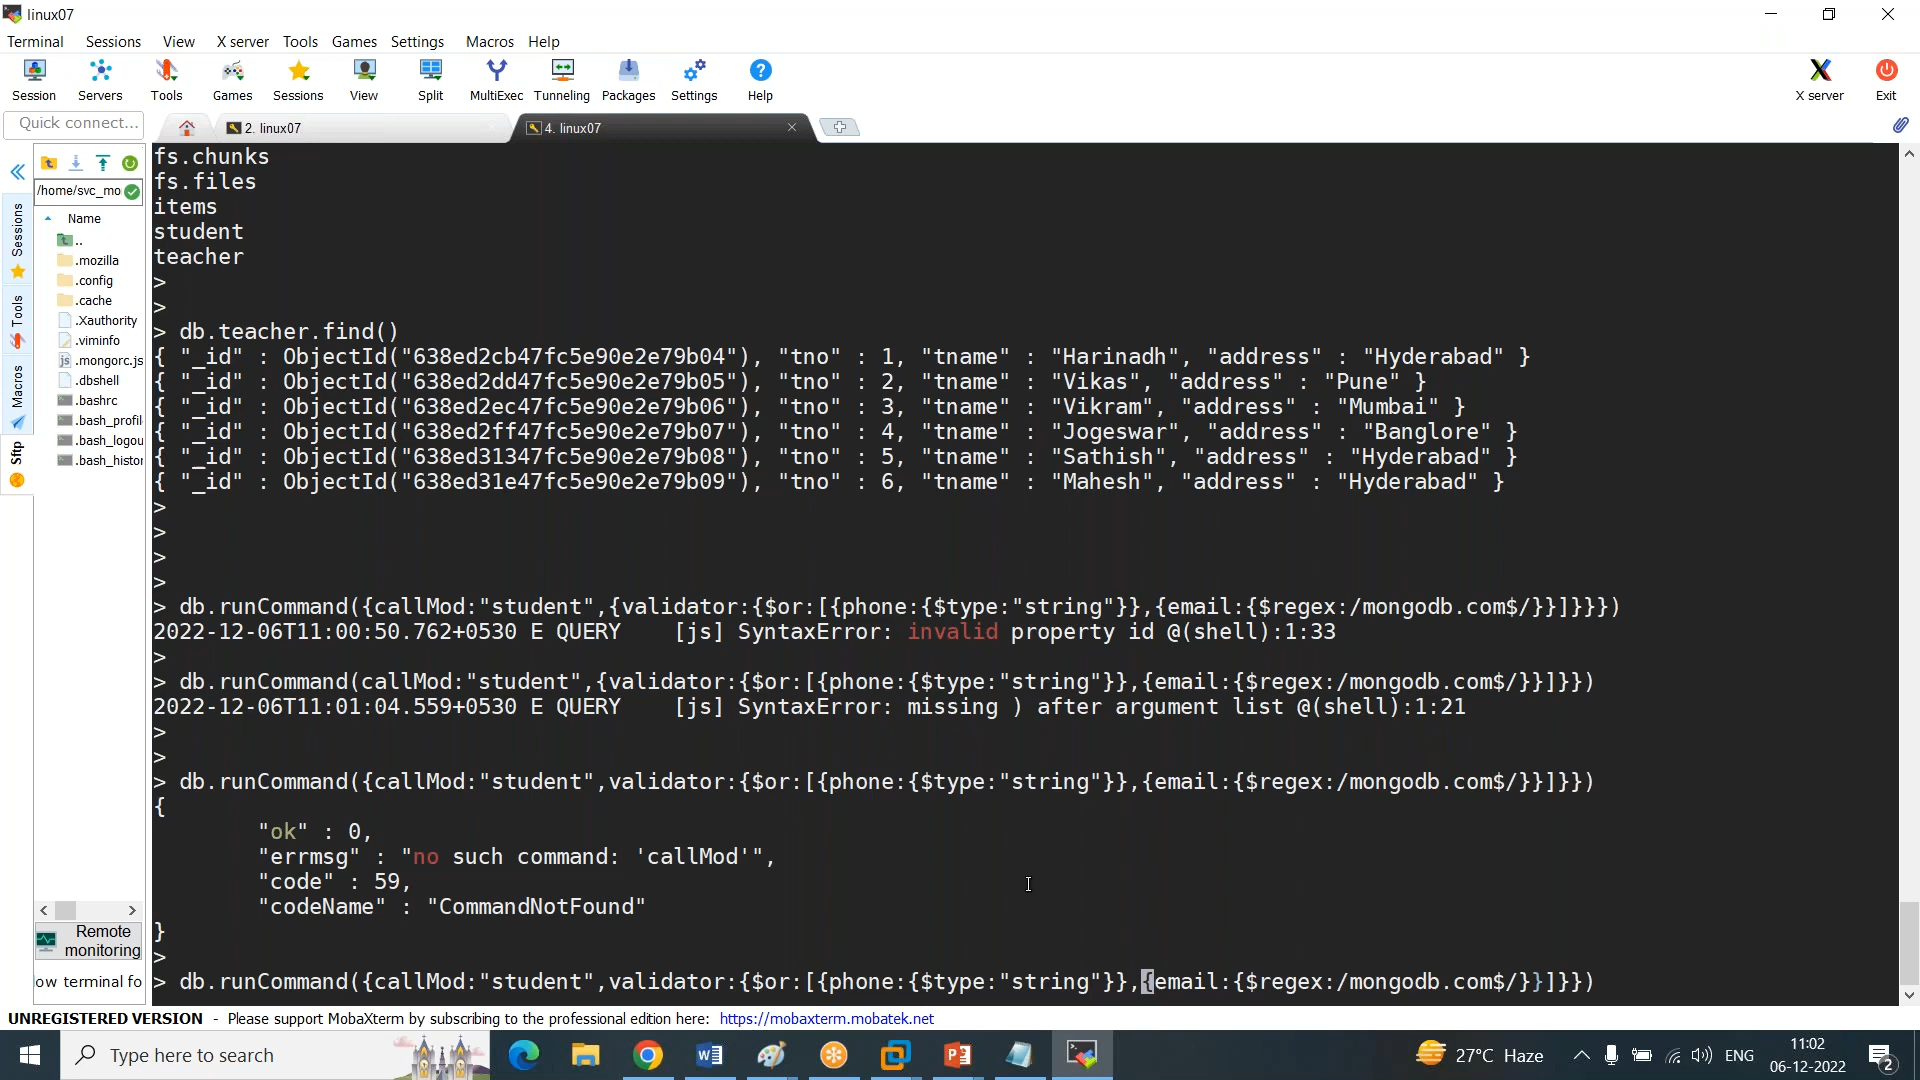 linux07
Terminal Sessions View X server Tools Games Settings Macros Help
Session Servers Tools Games Sessions View Split MultiExec Tunneling Packages Settings Help X server Exit
Quick connect... 2. linux07 4. linux07
/home/svc_mo
Name
..
.mozilla
.config
.cache
.Xauthority
.viminfo
.mongorc.js
.dbshell
.bashrc
.bash_profil
.bash_logou
.bash_histor
Sessions
Tools
Macros
Sftp
Remote
monitoring
ow terminal fo
fs.chunks
fs.files
items
student
teacher
>
>
> db.teacher.find()
{ "_id" : ObjectId("638ed2cb47fc5e90e2e79b04"), "tno" : 1, "tname" : "Harinadh", "address" : "Hyderabad" }
{ "_id" : ObjectId("638ed2dd47fc5e90e2e79b05"), "tno" : 2, "tname" : "Vikas", "address" : "Pune" }
{ "_id" : ObjectId("638ed2ec47fc5e90e2e79b06"), "tno" : 3, "tname" : "Vikram", "address" : "Mumbai" }
{ "_id" : ObjectId("638ed2ff47fc5e90e2e79b07"), "tno" : 4, "tname" : "Jogeswar", "address" : "Banglore" }
{ "_id" : ObjectId("638ed31347fc5e90e2e79b08"), "tno" : 5, "tname" : "Sathish", "address" : "Hyderabad" }
{ "_id" : ObjectId("638ed31e47fc5e90e2e79b09"), "tno" : 6, "tname" : "Mahesh", "address" : "Hyderabad" }
>
>
>
>
> db.runCommand({callMod:"student",{validator:{$or:[{phone:{$type:"string"}},{email:{$regex:/mongodb.com$/}}]}}})
2022-12-06T11:00:50.762+0530 E QUERY    [js] SyntaxError: invalid property id @(shell):1:33
>
> db.runCommand(callMod:"student",{validator:{$or:[{phone:{$type:"string"}},{email:{$regex:/mongodb.com$/}}]}})
2022-12-06T11:01:04.559+0530 E QUERY    [js] SyntaxError: missing ) after argument list @(shell):1:21
>
>
> db.runCommand({callMod:"student",validator:{$or:[{phone:{$type:"string"}},{email:{$regex:/mongodb.com$/}}]}})
{
"ok" : 0,
"errmsg" : "no such command: 'callMod'",
"code" : 59,
"codeName" : "CommandNotFound"
}
>
> db.runCommand({callMod:"student",validator:{$or:[{phone:{$type:"string"}},{email:{$regex:/mongodb.com$/}}]}})
UNREGISTERED VERSION - Please support MobaXterm by subscribing to the professional edition here: https://mobaxterm.mobatek.net
Type here to search
27°C Haze
ENG
11:02
06-12-2022
2